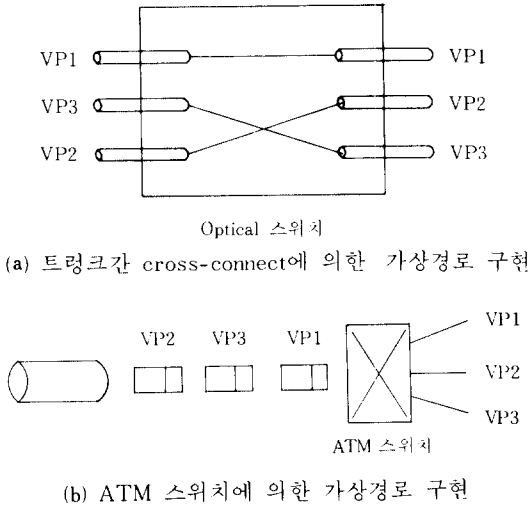 VP1 VP1
VP3 VP2
VP2 VP3
Optical 스위치
(a) 트렁크간 cross-connect에 의한 가상경로 구현
VP2 VP3 VP1 VP1
VP2
VP3
ATM 스위치
(b) ATM 스위치에 의한 가상경로 구현